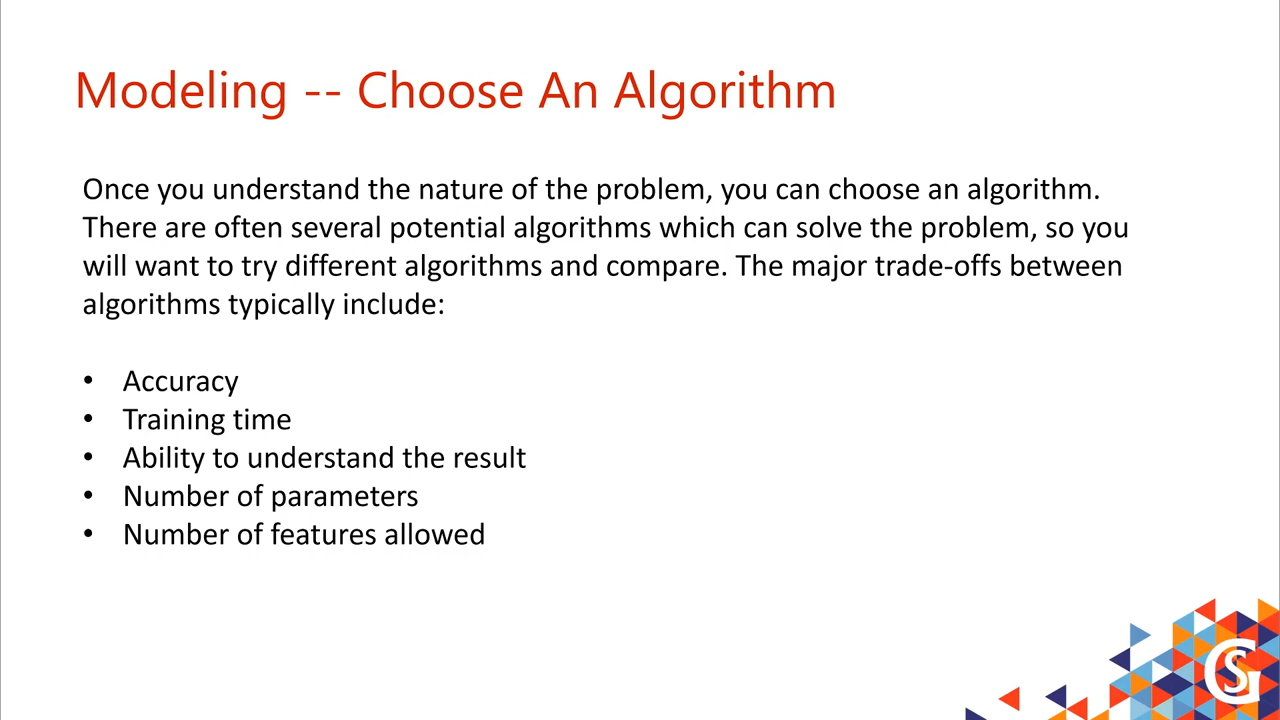 Modeling -- Choose An Algorithm
Once you understand the nature of the problem, you can choose an algorithm.
There are often several potential algorithms which can solve the problem, so you
will want to try different algorithms and compare. The major trade-offs between
algorithms typically include:
• Accuracy
• Training time
• Ability to understand the result
• Number of parameters
• Number of features allowed
GS